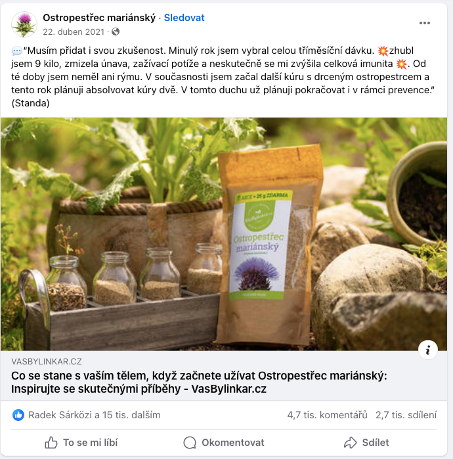 Ostropestřec mariánský · Sledovat
22. duben 2021 ·
"Musím přidat i svou zkušenost. Minulý rok jsem vybral celou tříměsíční dávku. 💥zhubl
jsem 9 kilo, zmizela únava, zažívací potíže a neskutečně se mi zvýšila celková imunita 💥. Od
té doby jsem neměl ani rýmu. V současnosti jsem začal další kúru s drceným ostropestrcem a
tento rok plánuji absolvovat kúry dvě. V tomto duchu už plánuji pokračovat i v rámci prevence."
(Standa)
AKCE +
ZDARMA
Ostropestřec
mariánský
VASBYLINKAR.CZ
Co se stane s vaším tělem, když začnete užívat Ostropestřec mariánský:
Inspirujte se skutečnými příběhy - VasBylinkar.cz
Radek Sárközi a 15 tis. dalším
4,7 tis. komentářů 2,7 tis. sdílení
To se mi líbí
Okomentovat
Sdílet